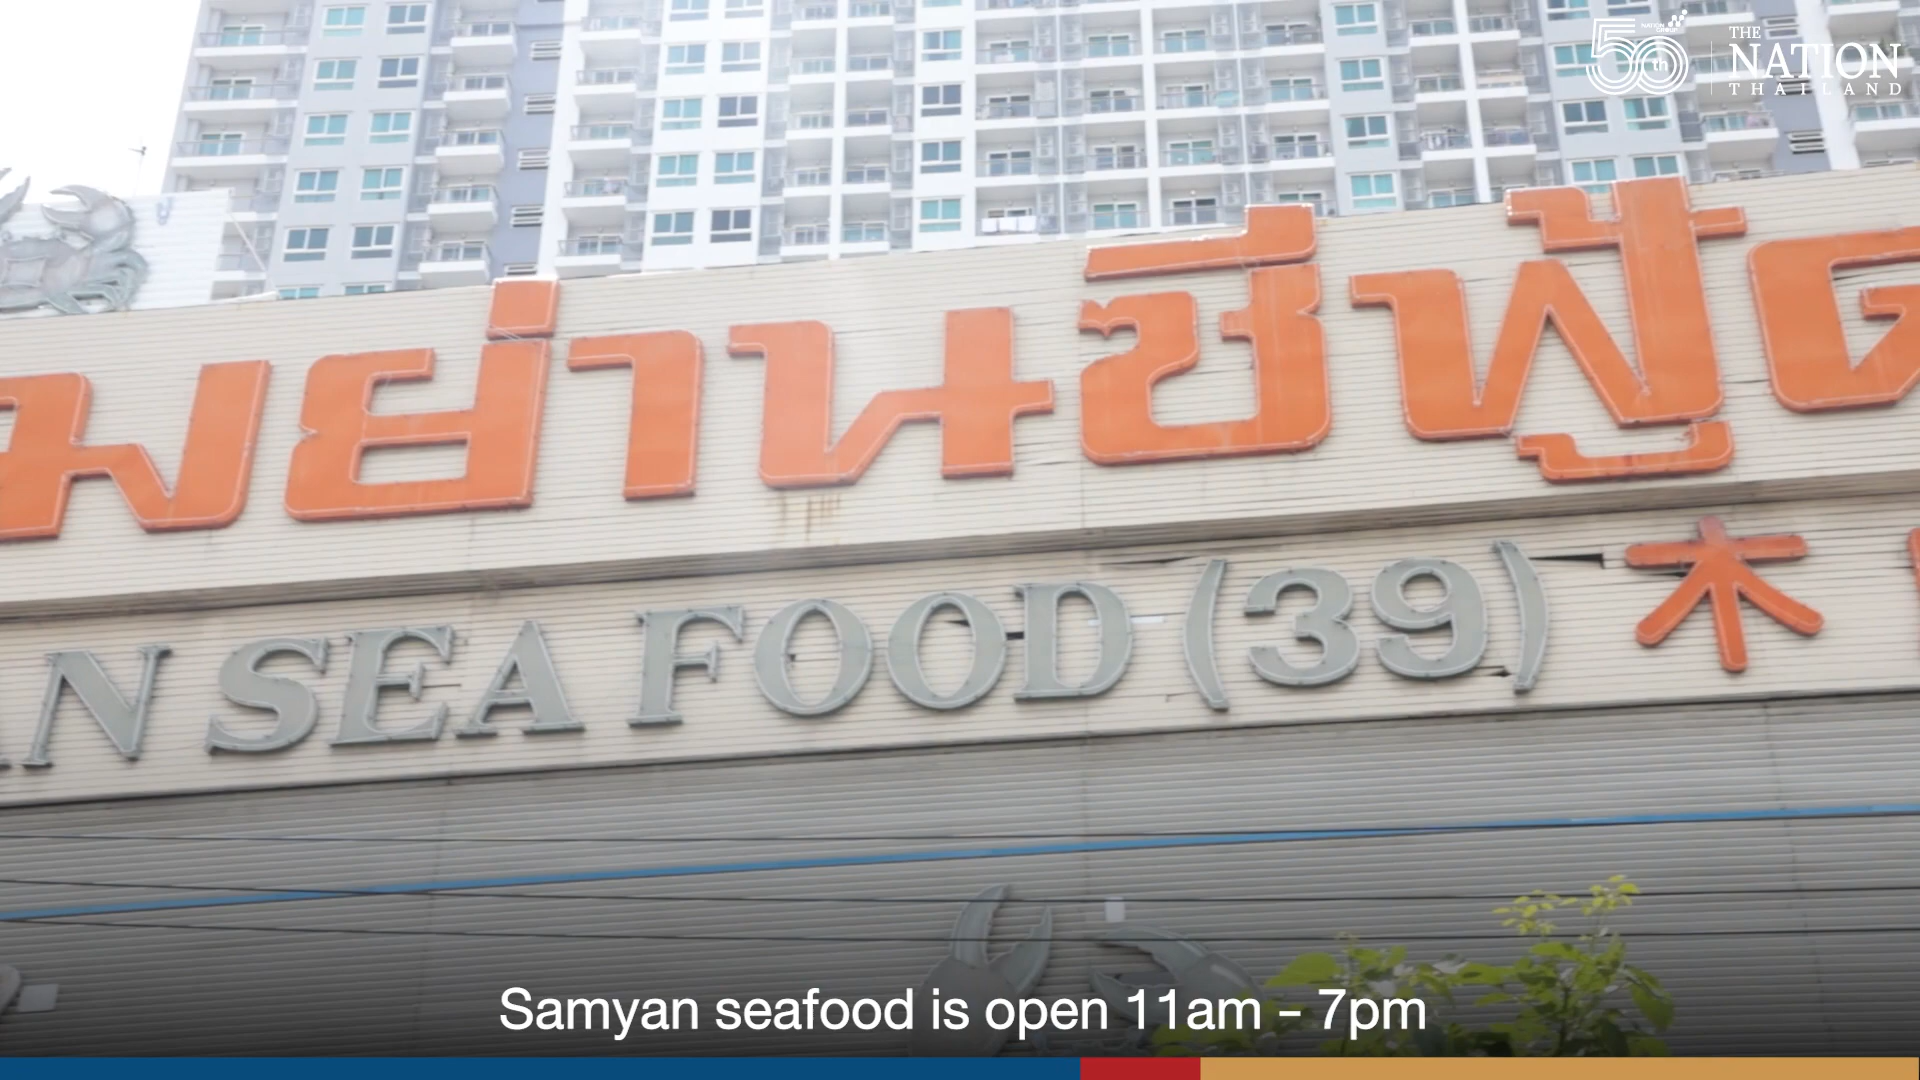 NATION GROUP
50th
THE
NATION
THAILAND
มย่านซีฟู้ด
N SEA FOOD (39) 木
Samyan seafood is open 11am – 7pm